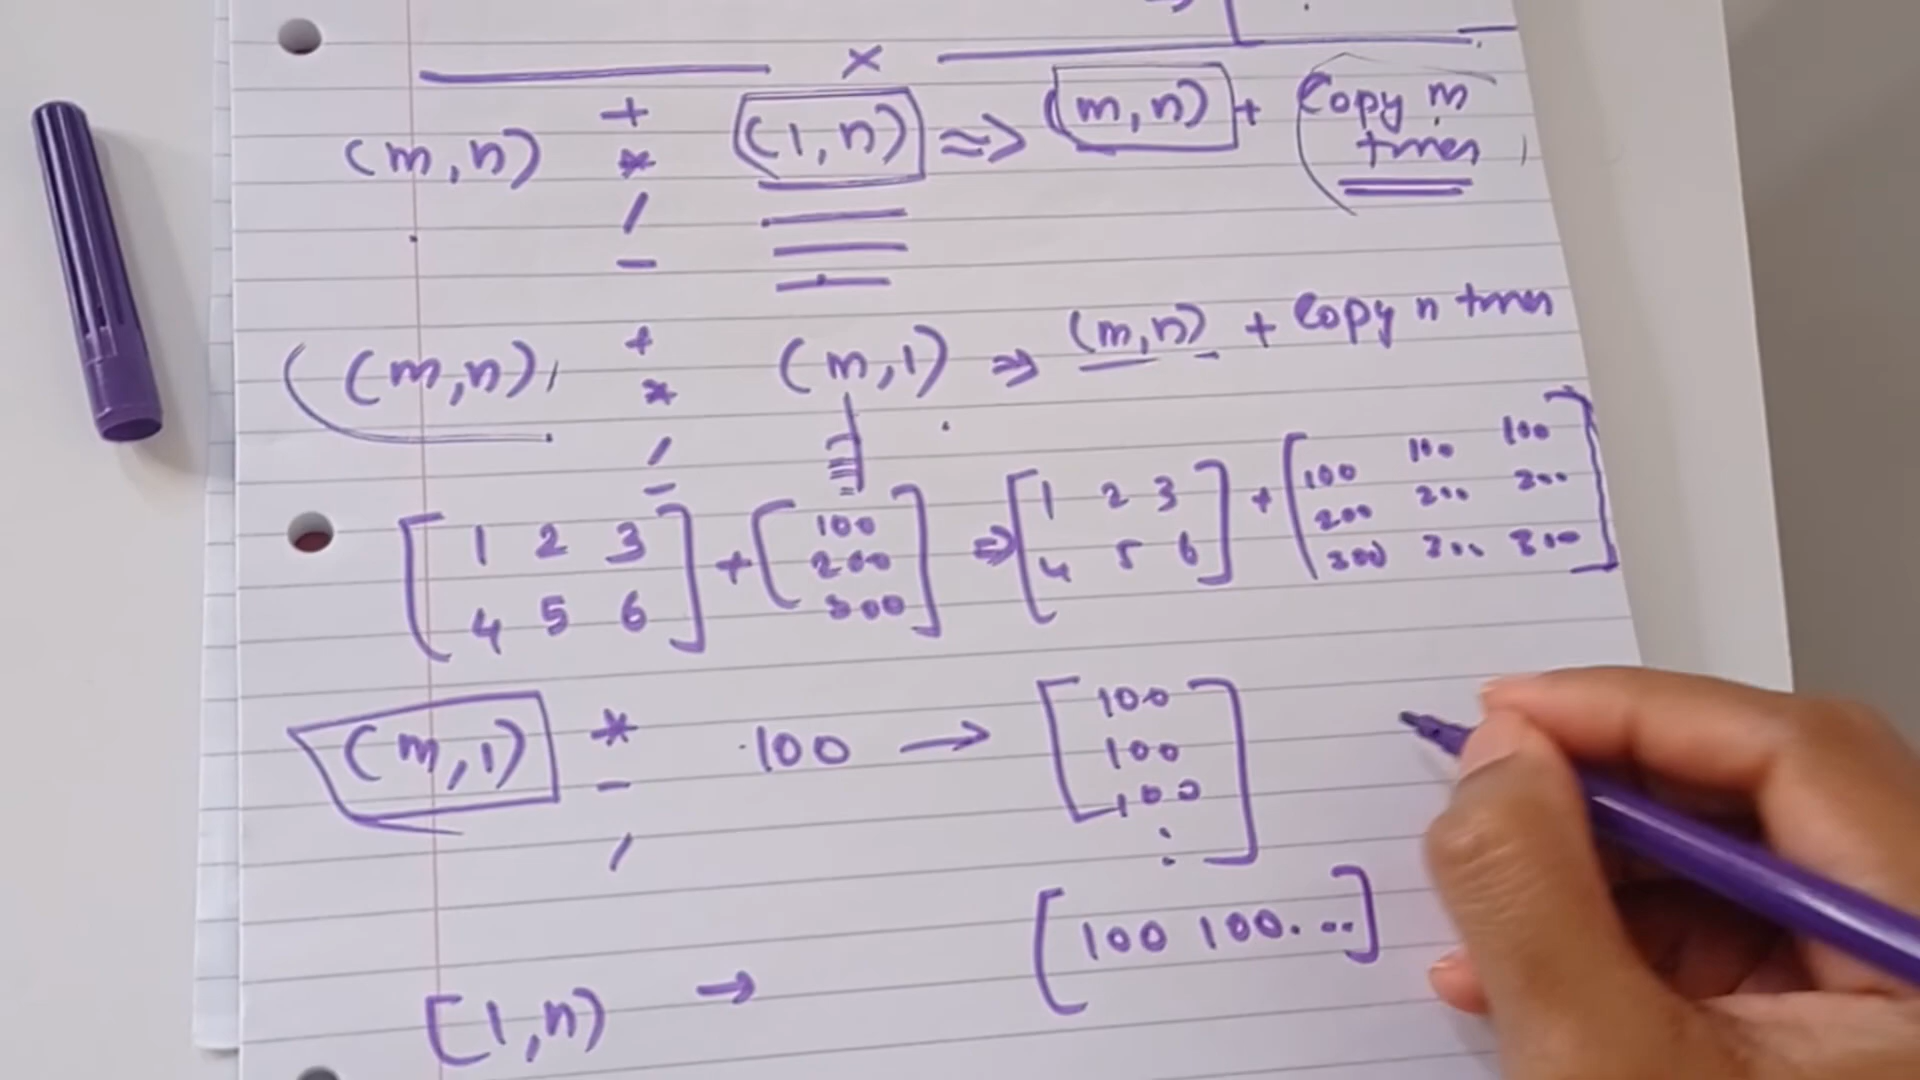 ×
(m,n) + * / - (1,n) => (m,n) + Copy m
times
(m,n), + * / - (m,1) => (m,n) + Copy n times
[1 2 3 + [100 => [1 2 3 + [100 100 100
200 200 200 200
4 5 6] 300] 4 5 6] 300 300 300]
(m,1) * - / 100 → [100
100
100
:]
[1,n) → [100 100. ..]